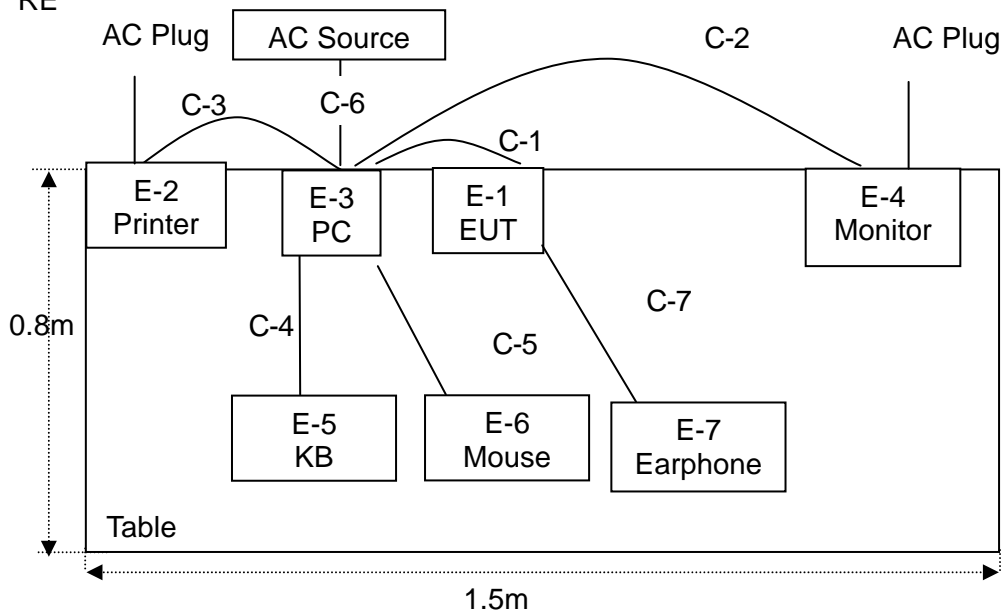 RE
AC Plug
AC Source
C-2
AC Plug
C-3
C-6
C-1
E-2
Printer
E-3
PC
E-1
EUT
E-4
Monitor
0.8m
C-4
C-5
C-7
E-5
KB
E-6
Mouse
E-7
Earphone
Table
1.5m